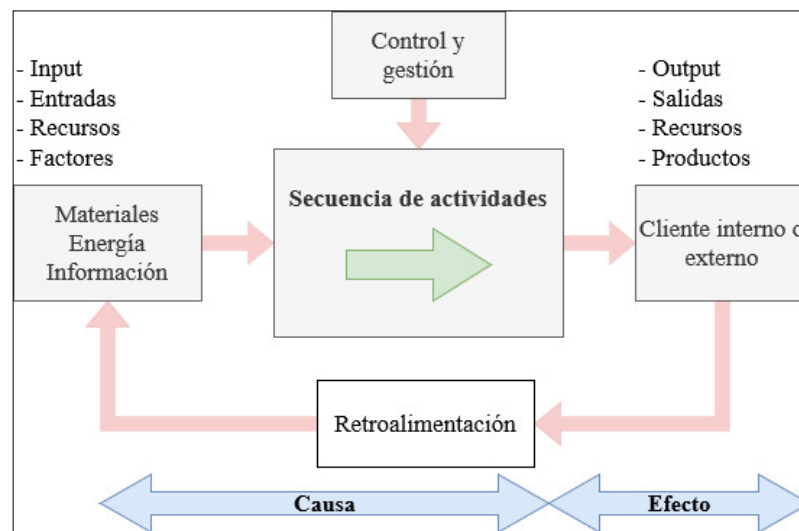 Control y
gestión
- Input
- Entradas
- Recursos
- Factores
- Output
- Salidas
- Recursos
- Productos
Materiales
Energía
Información
Secuencia de actividades
Cliente interno o
externo
Retroalimentación
Causa
Efecto